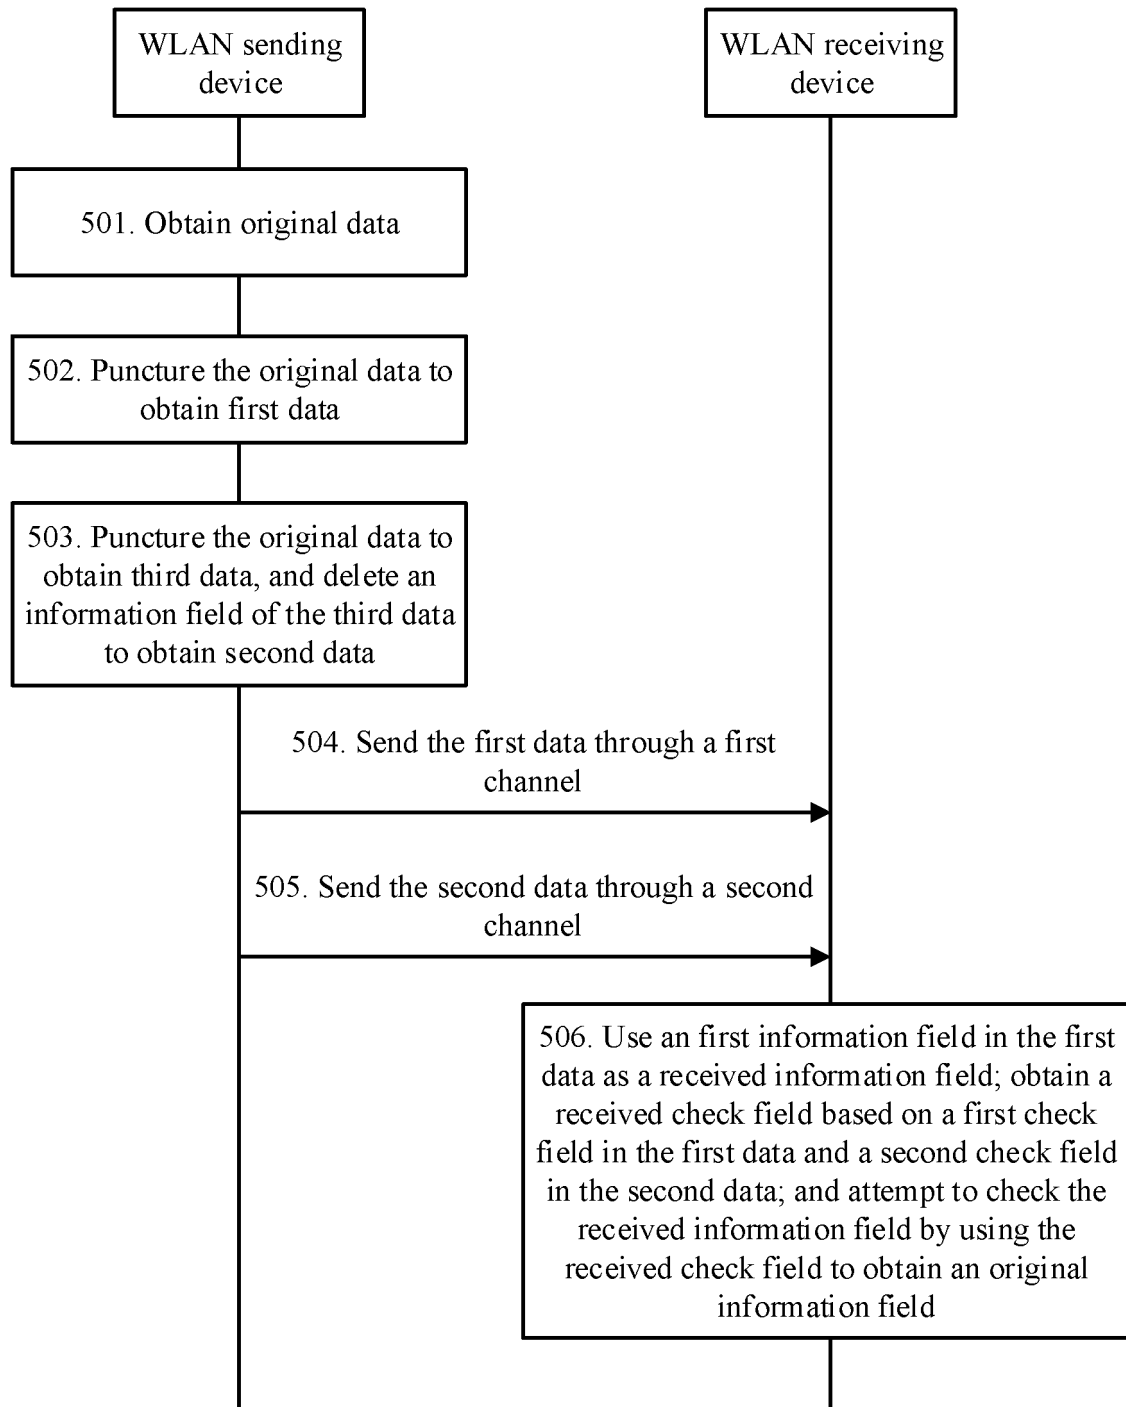 WLAN sending
device
WLAN receiving
device
501. Obtain original data
502. Puncture the original data to
obtain first data
503. Puncture the original data to
obtain third data, and delete an
information field of the third data
to obtain second data
504. Send the first data through a first
channel
505. Send the second data through a second
channel
506. Use an first information field in the first
data as a received information field; obtain a
received check field based on a first check
field in the first data and a second check field
in the second data; and attempt to check the
received information field by using the
received check field to obtain an original
information field